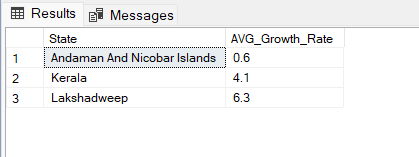 Results Messages
State AVG_Growth_Rate
1 Andaman And Nicobar Islands 0.6
2 Kerala 4.1
3 Lakshadweep 6.3